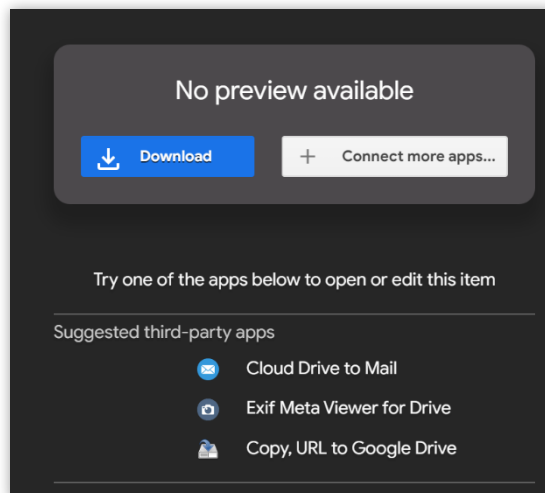 No preview available
Download
Connect more apps...
Try one of the apps below to open or edit this item
Suggested third-party apps
Cloud Drive to Mail
Exif Meta Viewer for Drive
Copy, URL to Google Drive